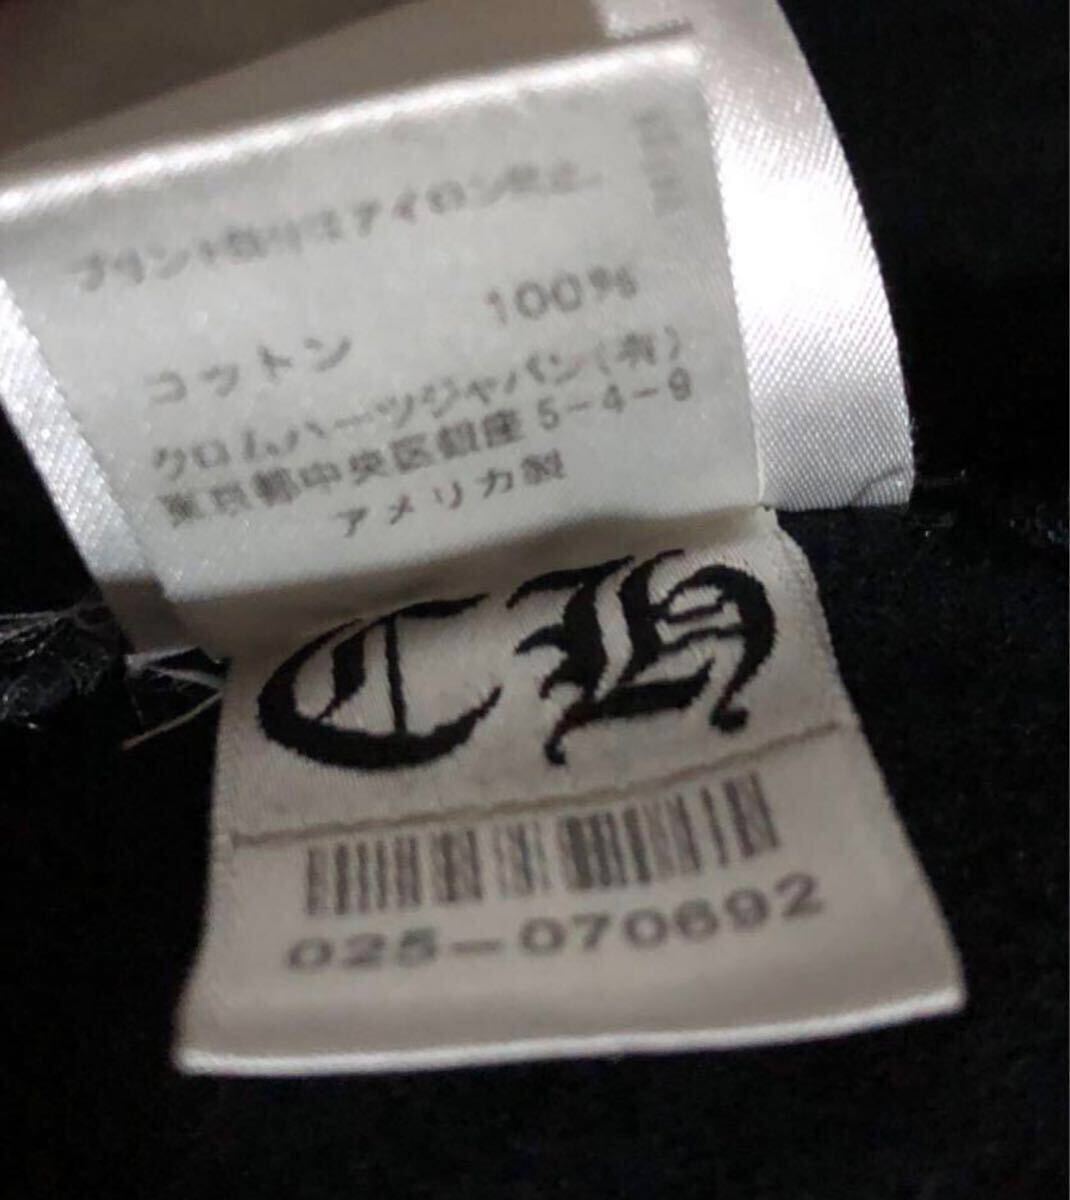 プリント部分はアイロン禁止
コットン 100%
クロムハーツジャパン(有)
東京都中央区銀座5-4-9
アメリカ製
CH
025-070692